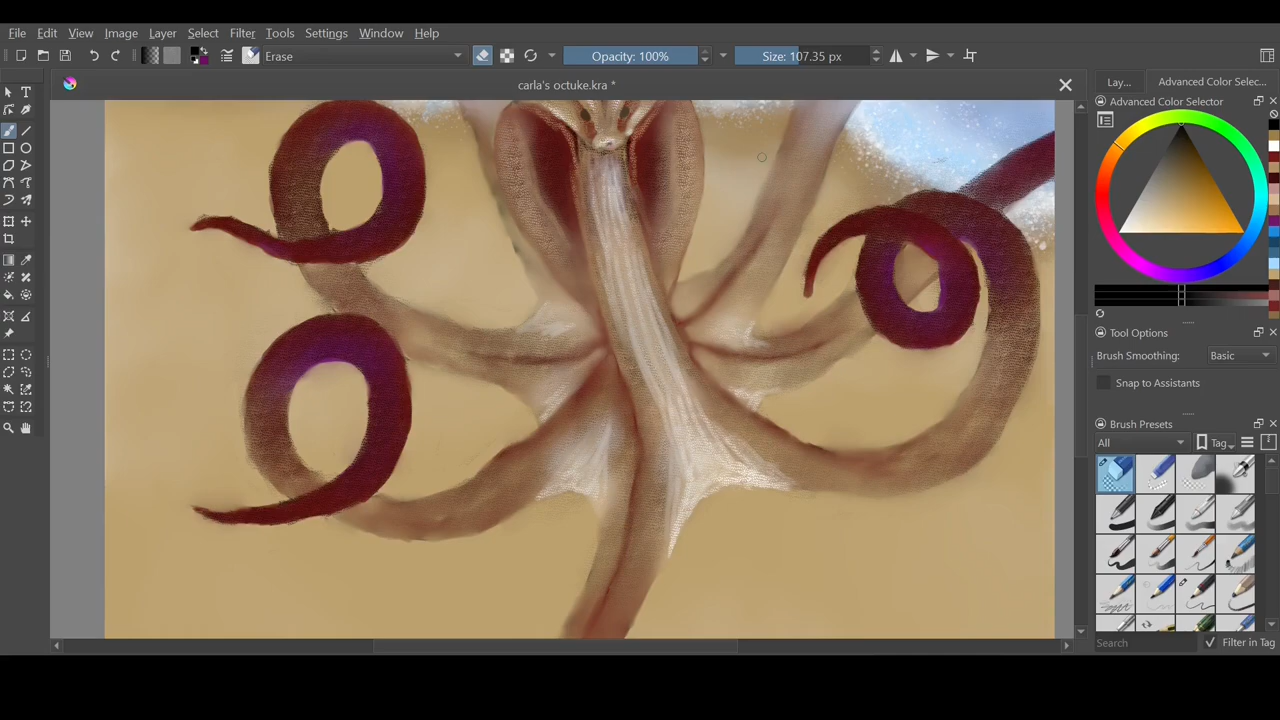 File Edit View Image Layer Filter Select Tools Settings Window Help
Erase Opacity: 100% Size: 107.35 px
carla's octuke.kra *
Lay... Advanced Color Selec...
Advanced Color Selector
Tool Options
Brush Smoothing: Basic
Snap to Assistants
Brush Presets
All Tag
Search Filter in Tag